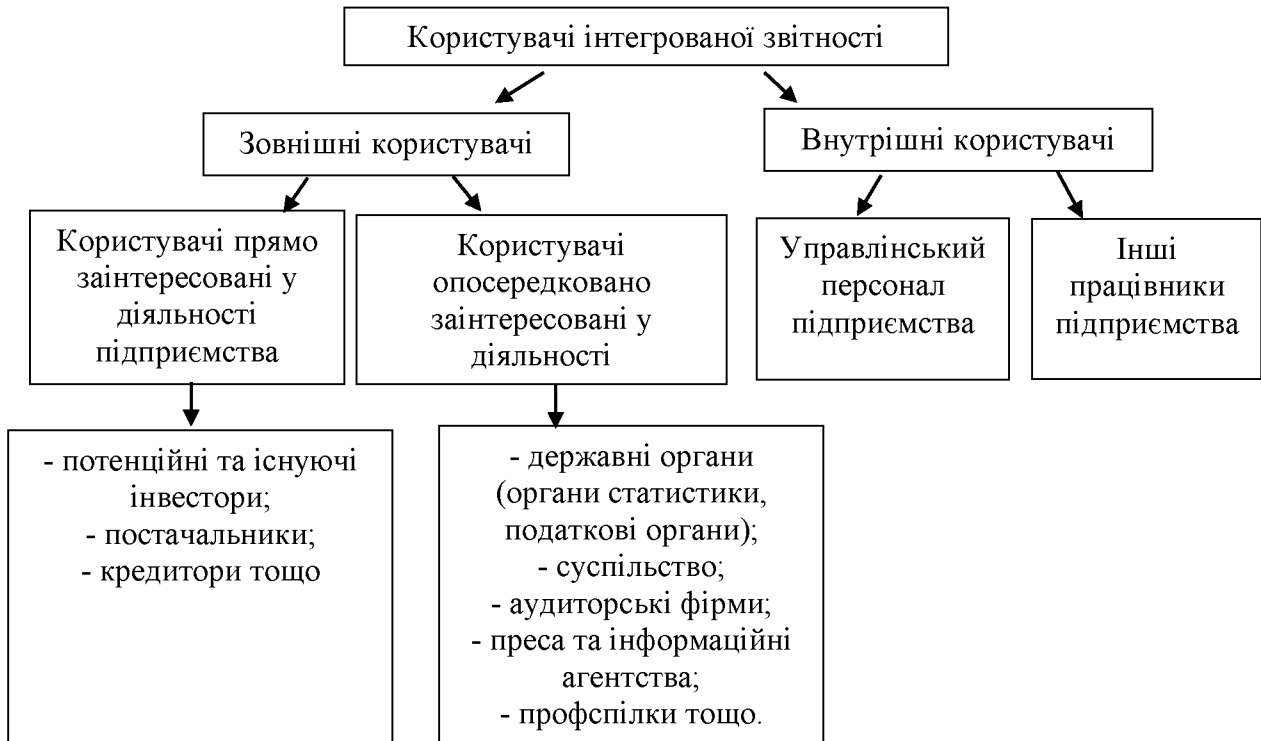 Користувачі інтегрованої звітності
Зовнішні користувачі
Внутрішні користувачі
Користувачі прямо
заінтересовані у
діяльності
підприємства
Користувачі
опосередковано
заінтересовані у
діяльності
Управлінський
персонал
підприємства
Інші
працівники
підприємства
- потенційні та існуючі
інвестори;
- постачальники;
- кредитори тощо
- державні органи
(органи статистики,
податкові органи);
- суспільство;
- аудиторські фірми;
- преса та інформаційні
агентства;
- профспілки тощо.